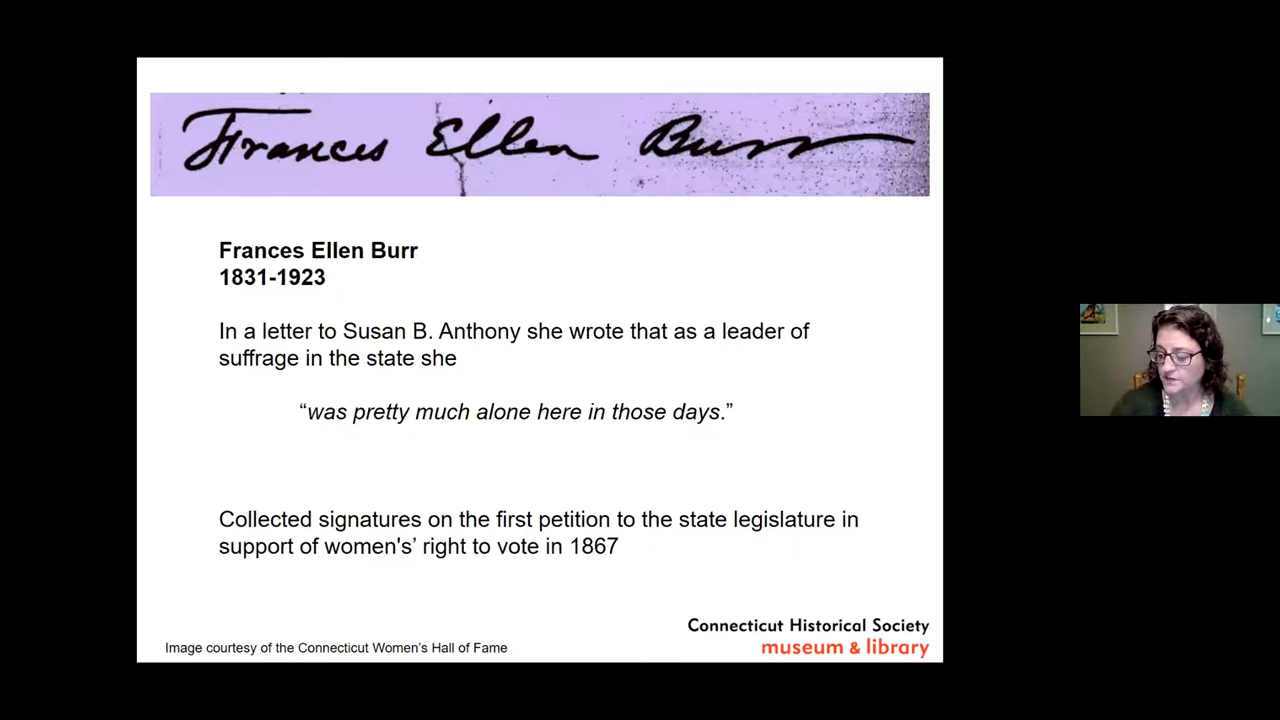 Frances Ellen Burr
Frances Ellen Burr
1831-1923
In a letter to Susan B. Anthony she wrote that as a leader of
suffrage in the state she
“was pretty much alone here in those days.”
Collected signatures on the first petition to the state legislature in
support of women's’ right to vote in 1867
Image courtesy of the Connecticut Women’s Hall of Fame
Connecticut Historical Society
museum & library